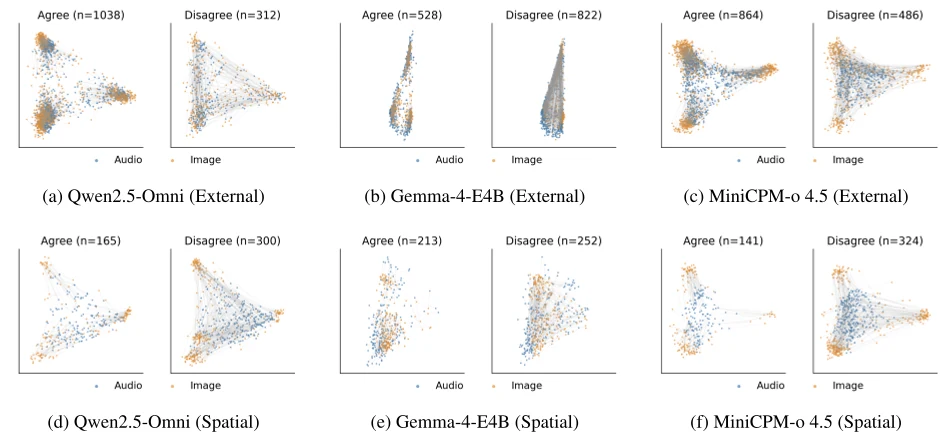 Agree (n=1038)
Disagree (n=312)
Audio
Image
(a) Qwen2.5-Omni (External)
Agree (n=528)
Disagree (n=822)
Audio
Image
(b) Gemma-4-E4B (External)
Agree (n=864)
Disagree (n=486)
Audio
Image
(c) MiniCPM-o 4.5 (External)
Agree (n=165)
Disagree (n=300)
Audio
Image
(d) Qwen2.5-Omni (Spatial)
Agree (n=213)
Disagree (n=252)
Audio
Image
(e) Gemma-4-E4B (Spatial)
Agree (n=141)
Disagree (n=324)
Audio
Image
(f) MiniCPM-o 4.5 (Spatial)